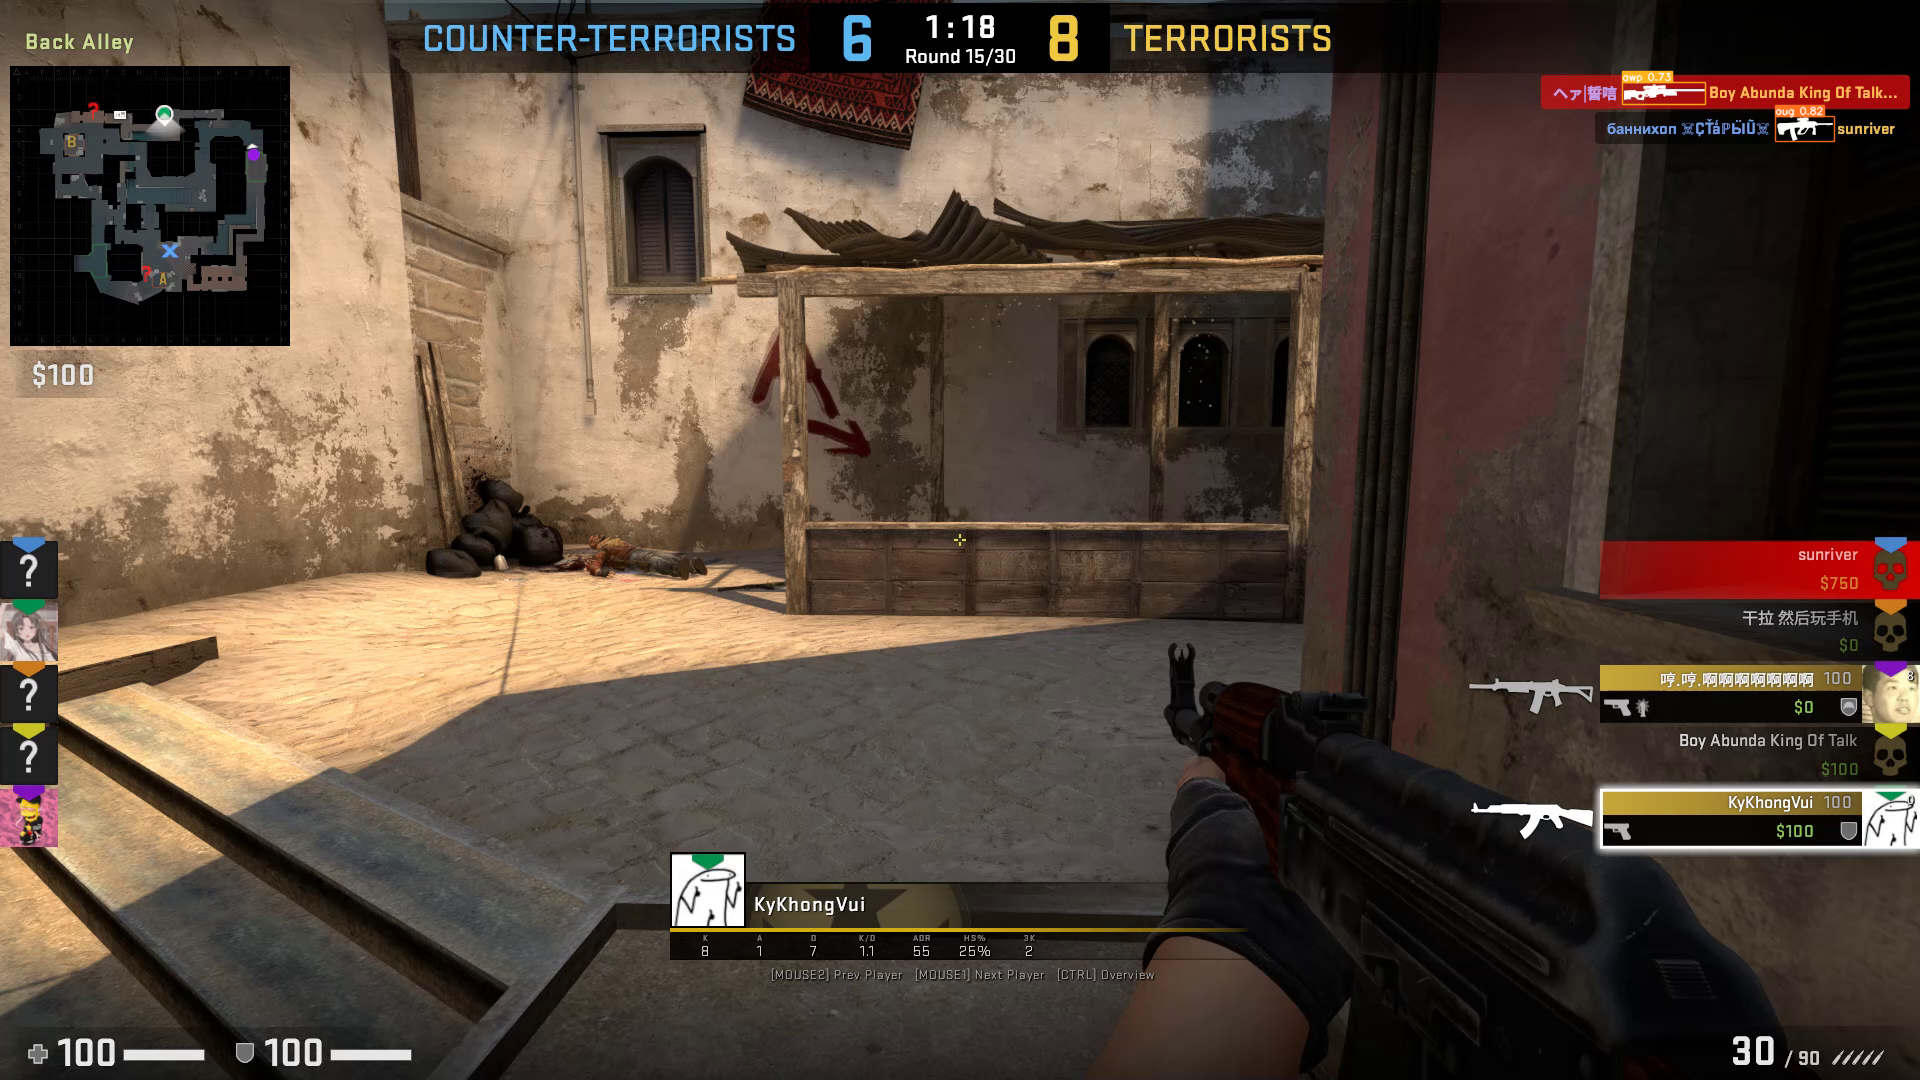 Back Alley
COUNTER-TERRORISTS 6 1:18 8 TERRORISTS
Round 15/30
awp 0.73
ヘァ|誓唁 Boy Abunda King Of Talk...
aug 0.82
sunriver
B
A
$100
A
?
?
?
sunriver
$750
干拉 然后玩手机
$0
哼.哼.啊啊啊啊啊啊啊 100
$0
Boy Abunda King Of Talk
$100
KyKhongVui 100
$100
KyKhongVui
K A D K/D ADR HS% 3K
8 1 7 1.1 55 25% 2
[MOUSE2] Prev Player [MOUSE1] Next Player [CTRL] Overview
100 100
30 / 90